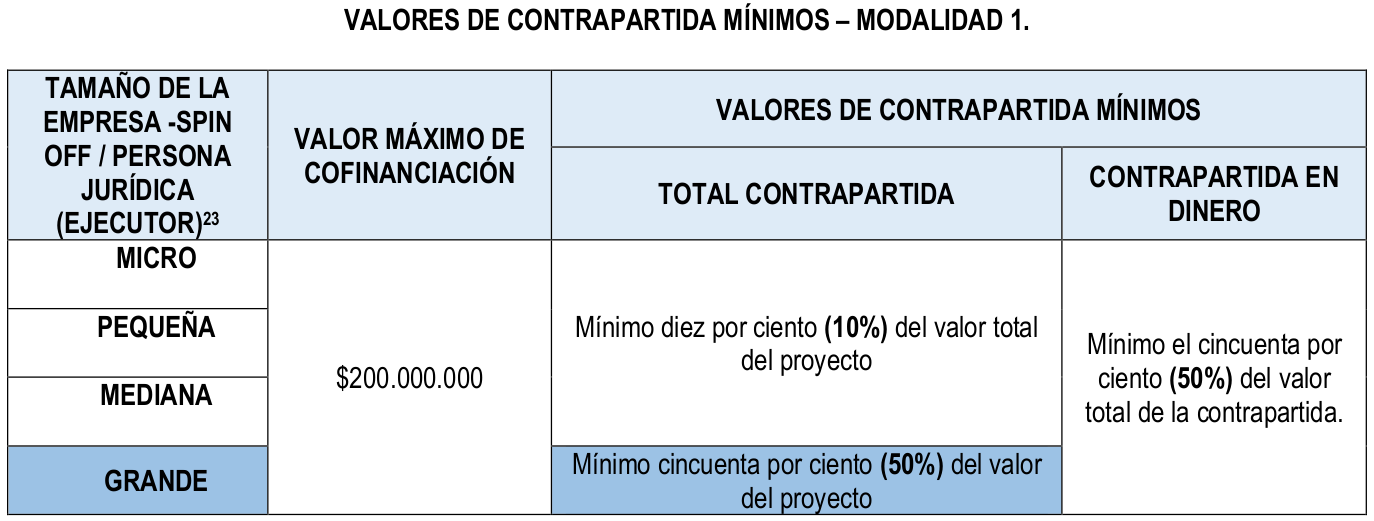 VALORES DE CONTRAPARTIDA MÍNIMOS – MODALIDAD 1.
TAMAÑO DE LA
EMPRESA -SPIN
OFF / PERSONA
JURÍDICA
(EJECUTOR)23
VALOR MÁXIMO DE
COFINANCIACIÓN
VALORES DE CONTRAPARTIDA MÍNIMOS
TOTAL CONTRAPARTIDA
CONTRAPARTIDA EN
DINERO
MICRO
PEQUEÑA
MEDIANA
GRANDE
$200.000.000
Mínimo diez por ciento (10%) del valor total
del proyecto
Mínimo cincuenta por ciento (50%) del valor
del proyecto
Mínimo el cincuenta por
ciento (50%) del valor
total de la contrapartida.